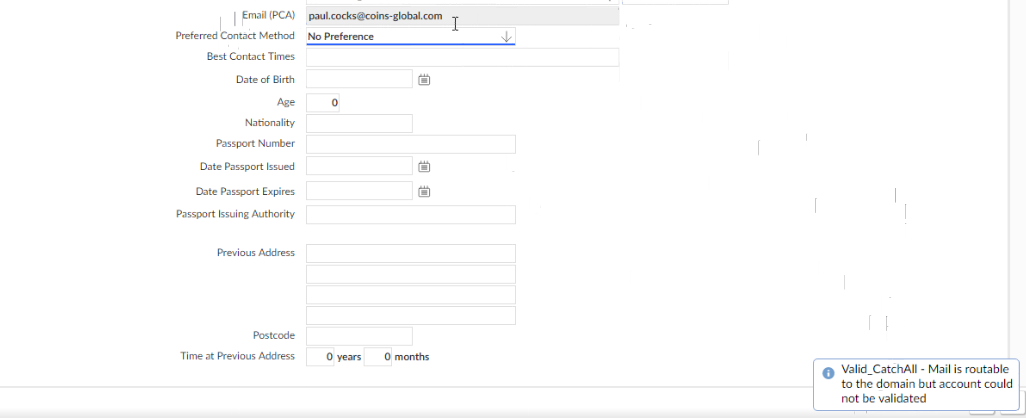 Email (PCA) paul.cocks@coins-global.com
Preferred Contact Method No Preference
Best Contact Times
Date of Birth
Age 0
Nationality
Passport Number
Date Passport Issued
Date Passport Expires
Passport Issuing Authority
Previous Address
Postcode
Time at Previous Address 0 years 0 months
Valid_CatchAll - Mail is routable
to the domain but account could
not be validated